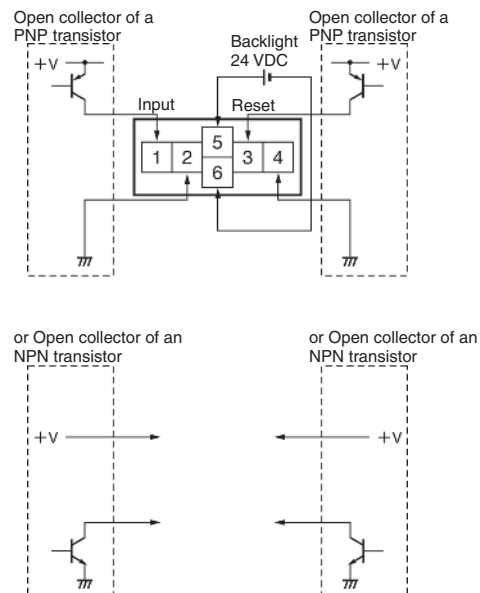 Open collector of a
PNP transistor
Open collector of a
PNP transistor
Backlight
24 VDC
+V
+V
Input
Reset
1 2 5 6 3 4
or Open collector of an
NPN transistor
or Open collector of an
NPN transistor
+V
+V